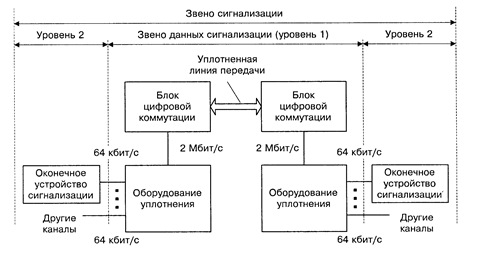 Звено сигнализации
Уровень 2
Звено данных сигнализации (уровень 1)
Уровень 2
Уплотненная
линия передачи
Блок
цифровой
коммутации
Блок
цифровой
коммутации
64 кбит/с
2 Мбит/с
2 Мбит/с
64 кбит/с
Оконечное
устройство
сигнализации
Оборудование
уплотнения
Оборудование
уплотнения
Оконечное
устройство
сигнализации
Другие
каналы
64 кбит/с
64 кбит/с
Другие
каналы